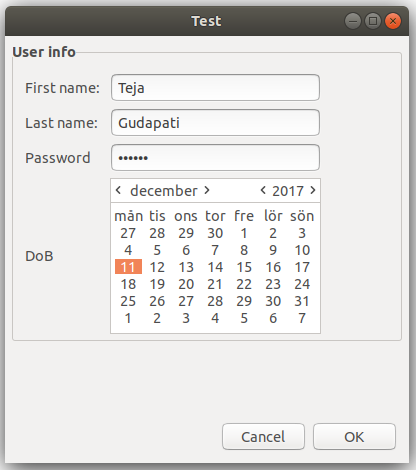 Test
User info
First name: Teja
Last name: Gudapati
Password ••••••
DoB
december 2017
mån tis ons tor fre lör sön
27 28 29 30 1 2 3
4 5 6 7 8 9 10
11 12 13 14 15 16 17
18 19 20 21 22 23 24
25 26 27 28 29 30 31
1 2 3 4 5 6 7
Cancel OK